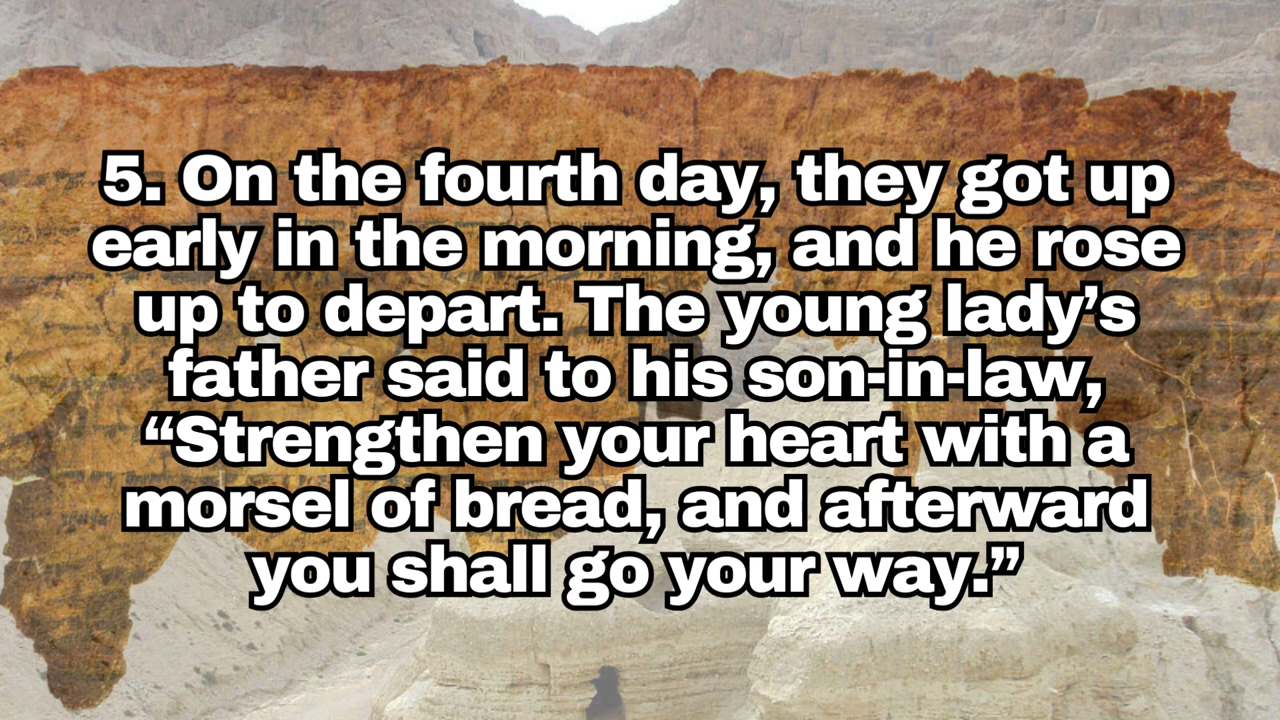 5. On the fourth day, they got up
early in the morning, and he rose
up to depart. The young lady’s
father said to his son-in-law,
“Strengthen your heart with a
morsel of bread, and afterward
you shall go your way.”